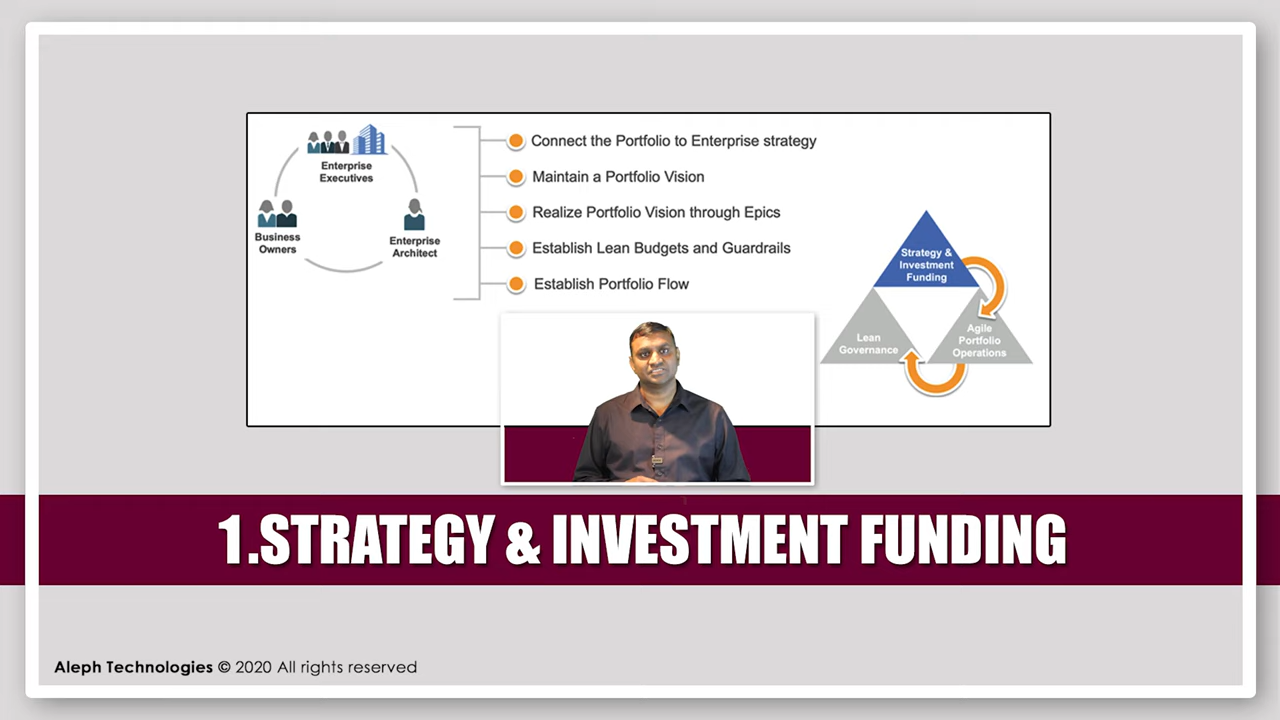 Enterprise
Executives
Business
Owners
Enterprise
Architect
Connect the Portfolio to Enterprise strategy
Maintain a Portfolio Vision
Realize Portfolio Vision through Epics
Establish Lean Budgets and Guardrails
Establish Portfolio Flow
Strategy &
Investment
Funding
Lean
Governance
Agile
Portfolio
Operations
1.STRATEGY & INVESTMENT FUNDING
Aleph Technologies © 2020 All rights reserved